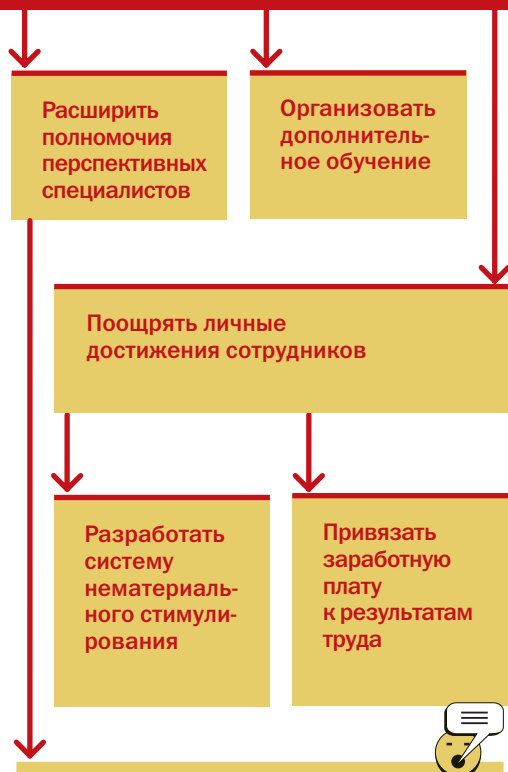 Расширить
полномочия
перспективных
специалистов
Организовать
дополнитель-
ное обучение
Поощрять личные
достижения сотрудников
Разработать
систему
нематериаль-
ного стимули-
рования
Привязать
заработную
плату
к результатам
труда